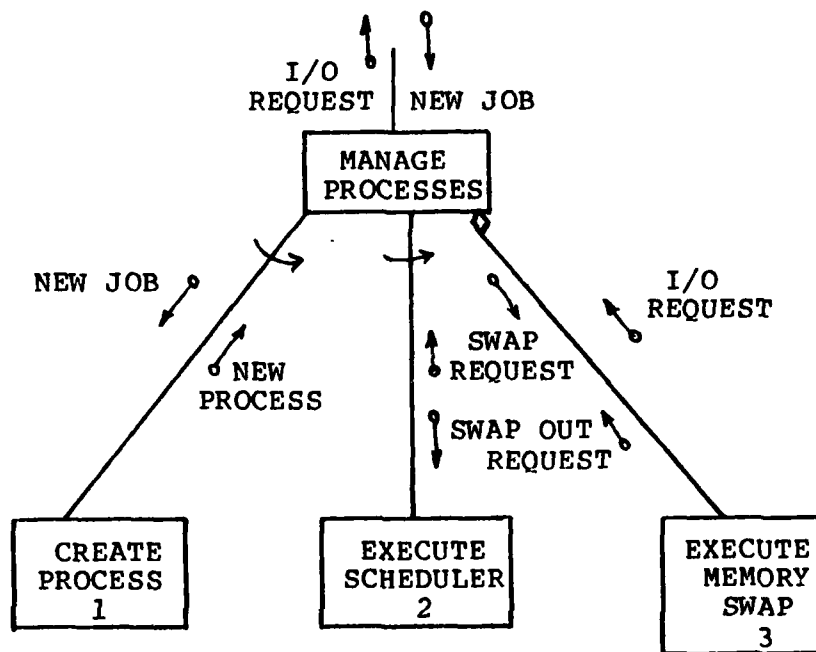 I/O
REQUEST
NEW JOB
MANAGE
PROCESSES
NEW JOB
NEW
PROCESS
SWAP
REQUEST
SWAP OUT
REQUEST
I/O
REQUEST
CREATE
PROCESS
1
EXECUTE
SCHEDULER
2
EXECUTE
MEMORY
SWAP
3